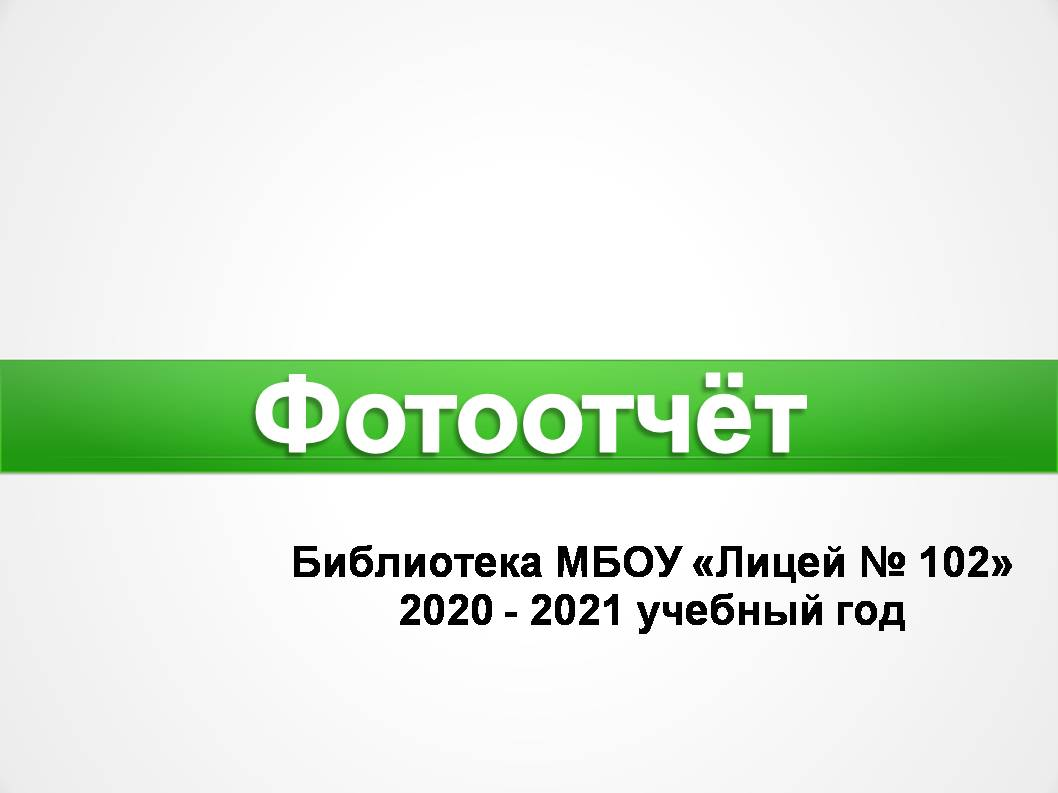 Фотоотчёт
Библиотека МБОУ «Лицей № 102»
2020 - 2021 учебный год